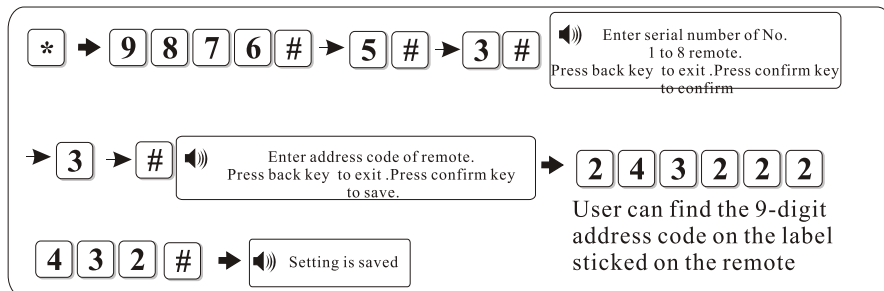 * 9 8 7 6 # 5 # 3 #
Enter serial number of No.
1 to 8 remote.
Press back key to exit .Press confirm key
to confirm
3 #
Enter address code of remote.
Press back key to exit .Press confirm key
to save.
2 4 3 2 2 2
User can find the 9-digit
address code on the label
sticked on the remote
4 3 2 #
Setting is saved